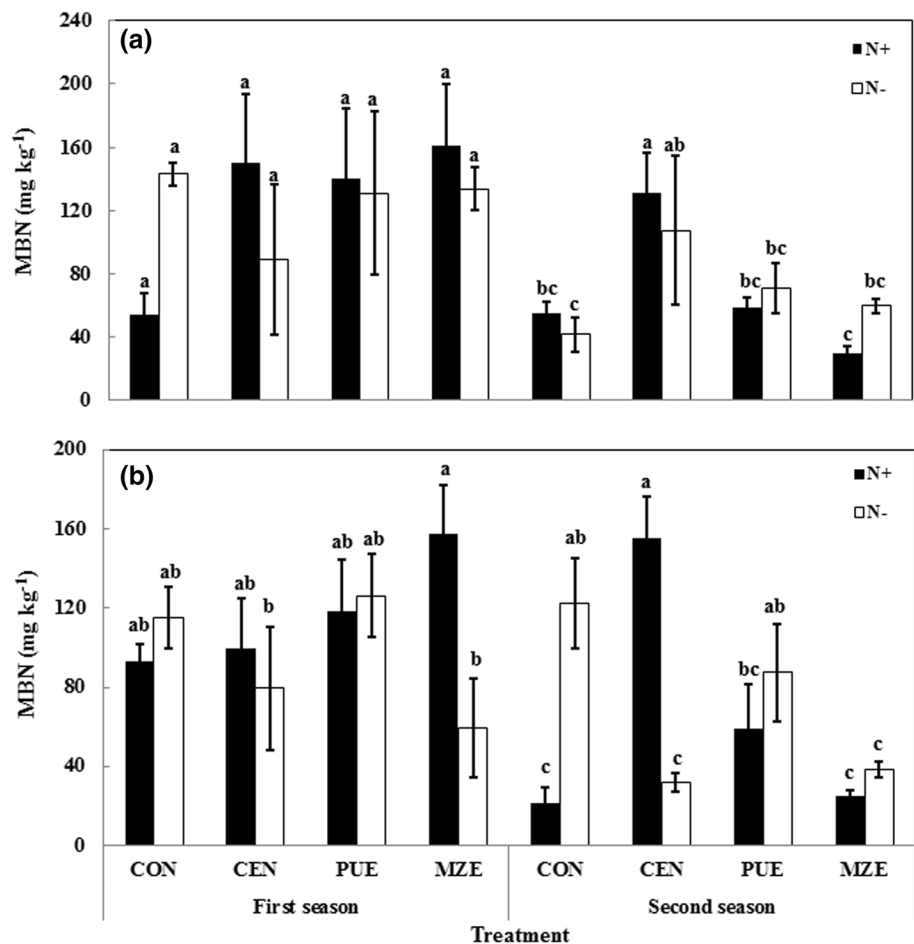 (a)
MBN (mg kg⁻¹)
240
200
160
120
80
40
0
N+
N-
a a a a a a a a bc c a ab bc bc c bc
(b)
MBN (mg kg⁻¹)
200
160
120
80
40
0
N+
N-
ab ab ab b ab ab a b c ab a c bc ab c c
CON CEN PUE MZE CON CEN PUE MZE
First season Second season
Treatment